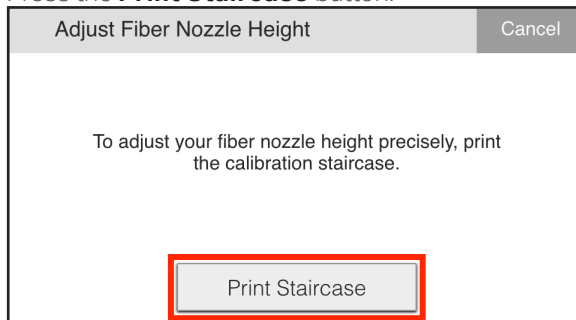 Press the Print Staircase button.
Adjust Fiber Nozzle Height
Cancel
To adjust your fiber nozzle height precisely, print
the calibration staircase.
Print Staircase